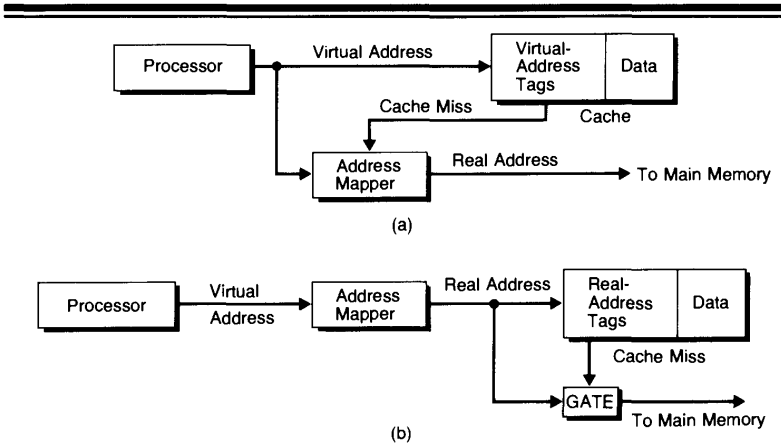 Processor
Virtual Address
Virtual-
Address
Tags
Data
Cache Miss
Cache
Address
Mapper
Real Address
To Main Memory
(a)
Processor
Virtual
Address
Address
Mapper
Real Address
Real-
Address
Tags
Data
Cache Miss
GATE
To Main Memory
(b)